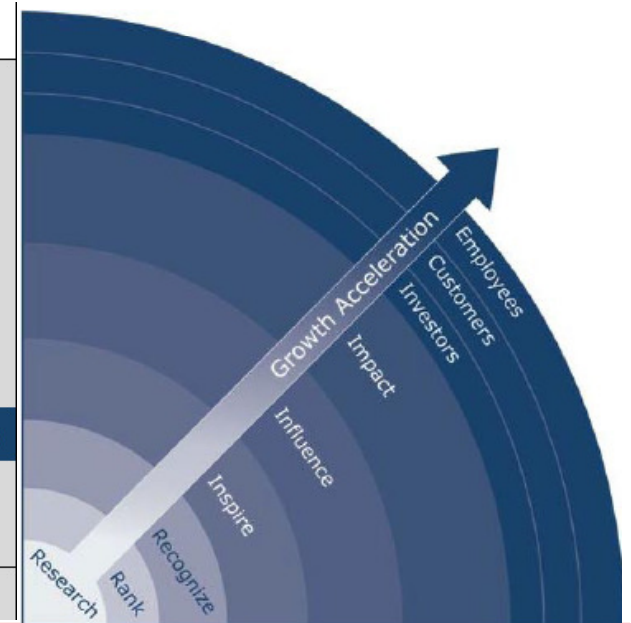 Growth Acceleration
Employees
Customers
Investors
Impact
Influence
Inspire
Recognize
Rank
Research